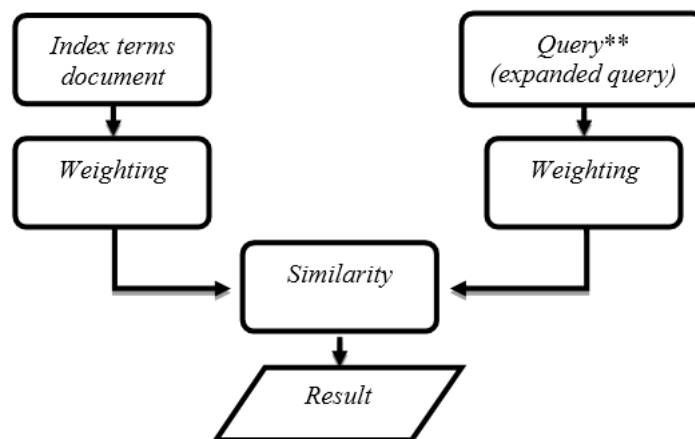 Index terms
document
Query**
(expanded query)
Weighting
Weighting
Similarity
Result